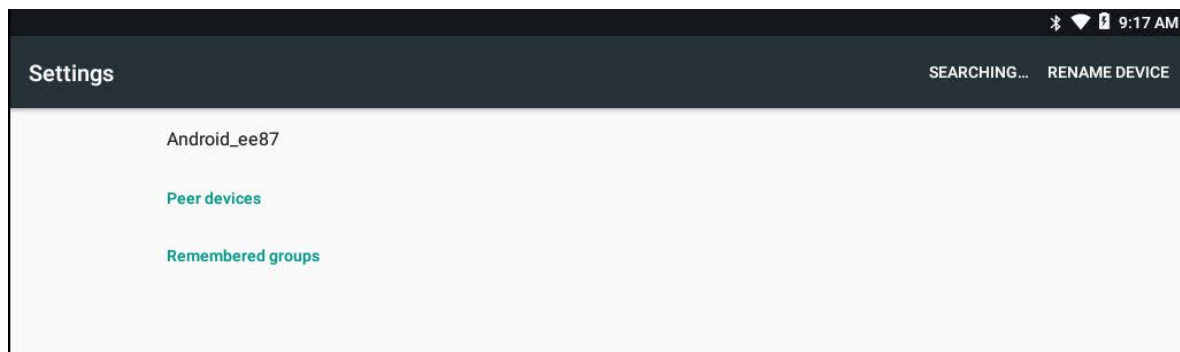 9:17 AM
Settings
SEARCHING... RENAME DEVICE
Android_ee87
Peer devices
Remembered groups